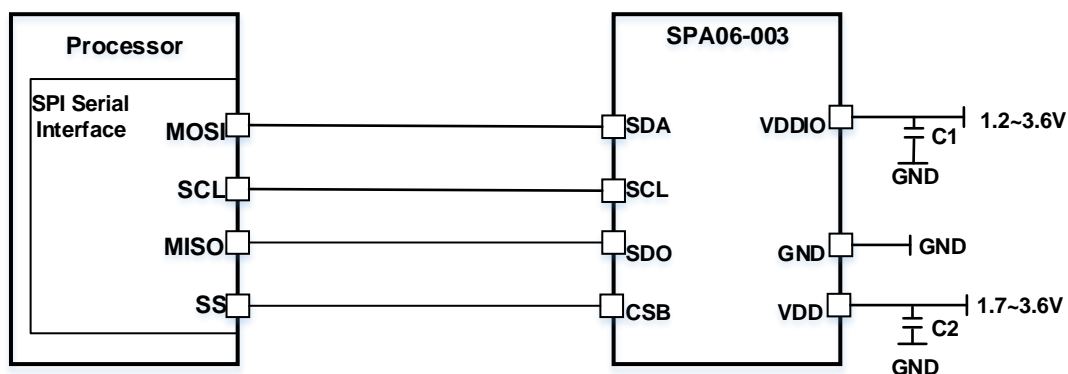 Processor
SPI Serial
Interface
MOSI
SCL
MISO
SS
SPA06-003
SDA
SCL
SDO
CSB
VDDIO
GND
VDD
1.2~3.6V
C1
GND
GND
1.7~3.6V
C2
GND